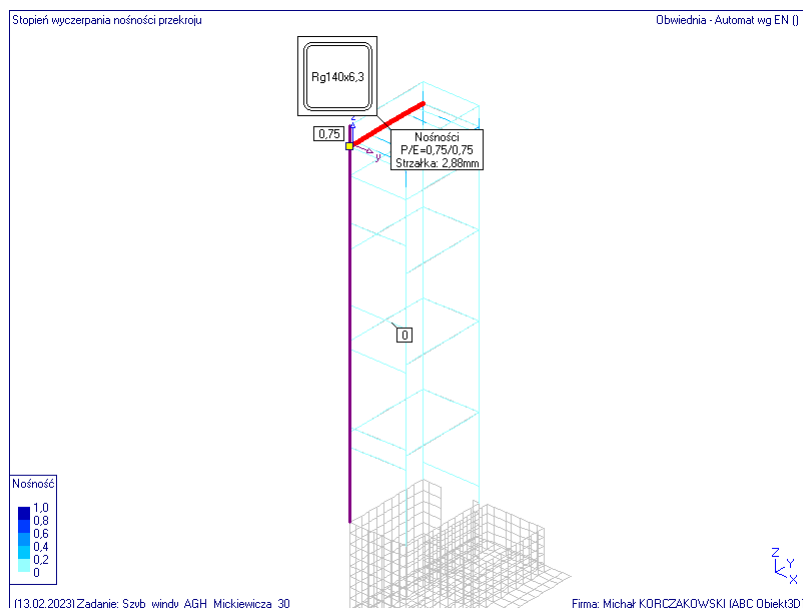 Stopień wyczerpania nośności przekroju
Obwiednia - Automat wg EN ()
Rg140x6,3
z
0,75
y
Nośności
P/E=0,75/0,75
Strzałka: 2,88mm
0
Nośność
1,0
0,8
0,6
0,4
0,2
0
Z
Y
X
(13.02.2023) Zadanie: Szyb_windy_AGH_Mickiewicza_30
Firma: Michał KORCZAKOWSKI (ABC Obiekt3D)